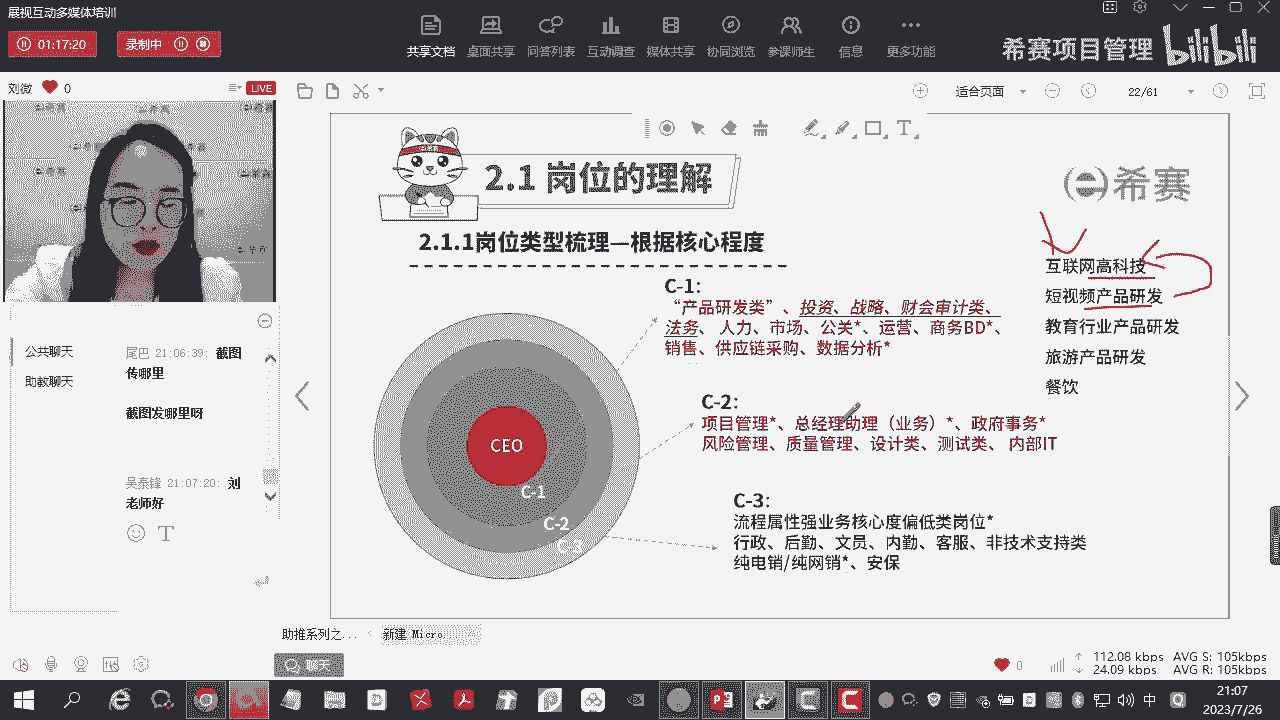 展视互动多媒体培训
01:17:20
录制中
共享文档
桌面共享
问答列表
互动调查
媒体共享
协同浏览
多媒课师生
信息
更多功能
希赛项目管理
bilibili
刘微 0
LIVE
适合页面
22/61
2.1 岗位的理解
希赛
2.1.1岗位类型梳理—根据核心程度
C-1:
“产品研发类”、投资、战略、财会审计类、
法务、人力、市场、公关*、运营、商务BD*、
销售、供应链采购、数据分析*
C-2:
项目管理*、总经理助理（业务）*、政府事务*
风险管理、质量管理、设计类、测试类、内部IT
C-3:
流程属性强业务核心度偏低类岗位*
行政、后勤、文员、内勤、客服、非技术支持类
纯电销/纯网销*、安保
CEO
C-1
C-2
C-3
互联网高科技
短视频产品研发
教育行业产品研发
旅游产品研发
餐饮
公共聊天
助教聊天
尾巴 21:06:39: 截图
传哪里
截图发哪里呀
吴泰锋 21:07:20: 刘
老师好
助推系列之...
新建 Micro
聊天
0
112.08 kbps AVG S: 105kbps
24.09 kbps AVG R: 105kbps
中
21:07
2023/7/26